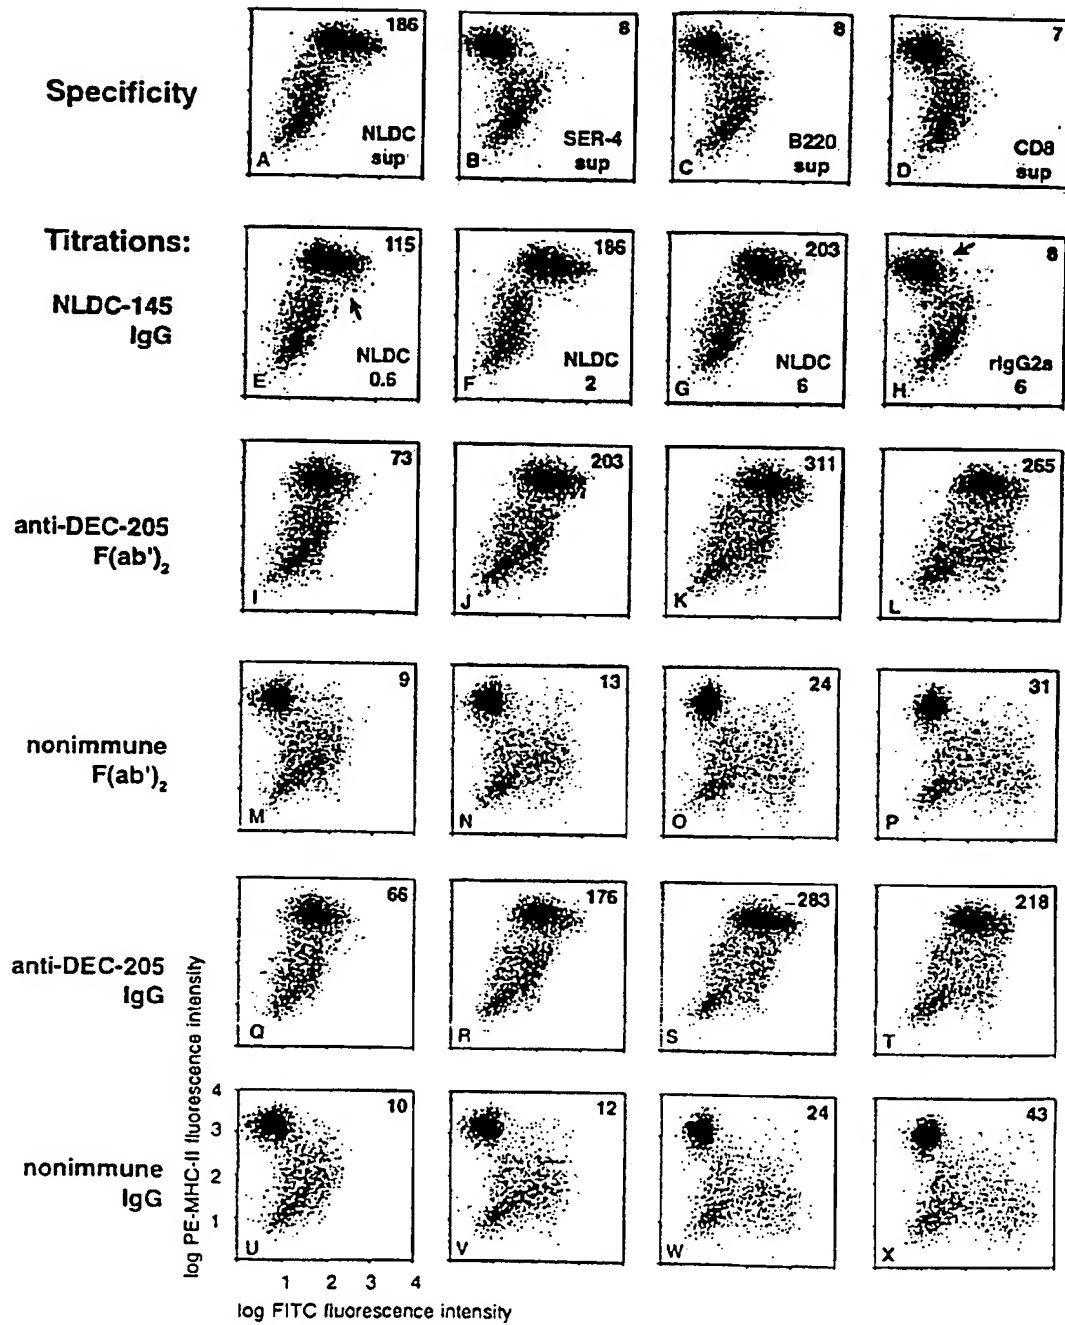 Specificity
186
A
NLDC
sup
8
B
SER-4
sup
8
C
B220
sup
7
D
CD8
sup
Titrations:
NLDC-145
IgG
115
E
NLDC
0.6
186
F
NLDC
2
203
G
NLDC
6
8
H
rIgG2a
6
anti-DEC-205
F(ab')₂
73
I
203
J
311
K
265
L
nonimmune
F(ab')₂
9
M
13
N
24
O
31
P
anti-DEC-205
IgG
66
Q
176
R
283
S
218
T
nonimmune
IgG
10
U
12
V
24
W
43
X
log PE-MHC-II fluorescence intensity
4
3
2
1
1 2 3 4
log FITC fluorescence intensity